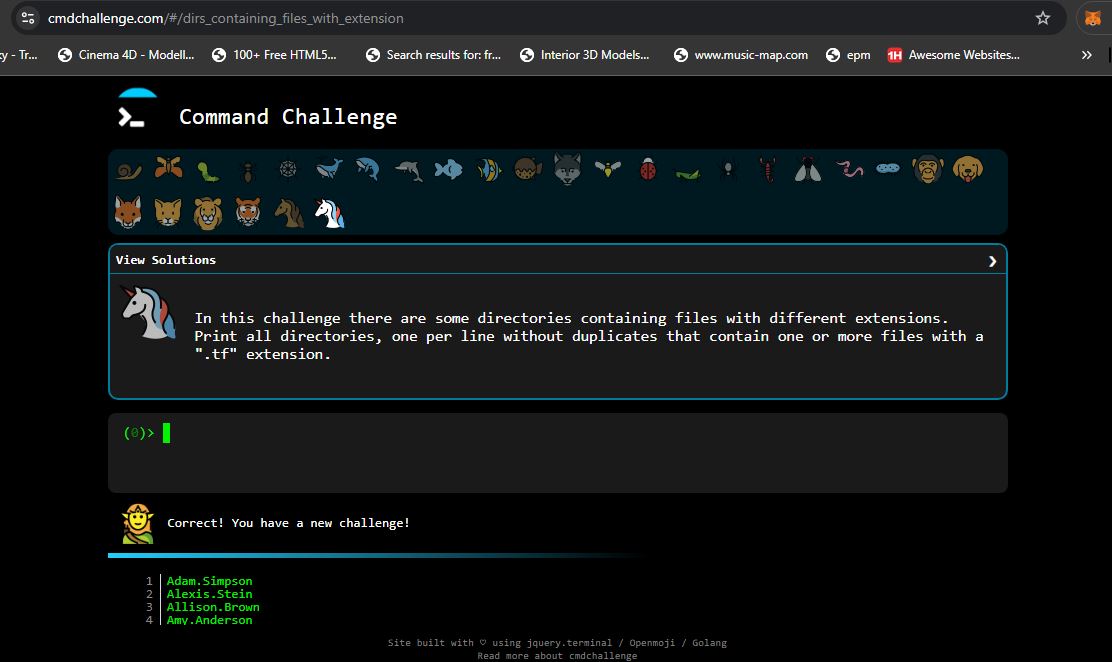 cmdchallenge.com/#/dirs_containing_files_with_extension
y - Tr... Cinema 4D - Modell... 100+ Free HTML5... Search results for: fr... Interior 3D Models... www.music-map.com epm 1H Awesome Websites... »
Command Challenge
View Solutions
In this challenge there are some directories containing files with different extensions.
Print all directories, one per line without duplicates that contain one or more files with a
".tf" extension.
(0)>
Correct! You have a new challenge!
1 Adam.Simpson
2 Alexis.Stein
3 Allison.Brown
4 Amy.Anderson
Site built with ♡ using jquery.terminal / Openmoji / Golang
Read more about cmdchallenge